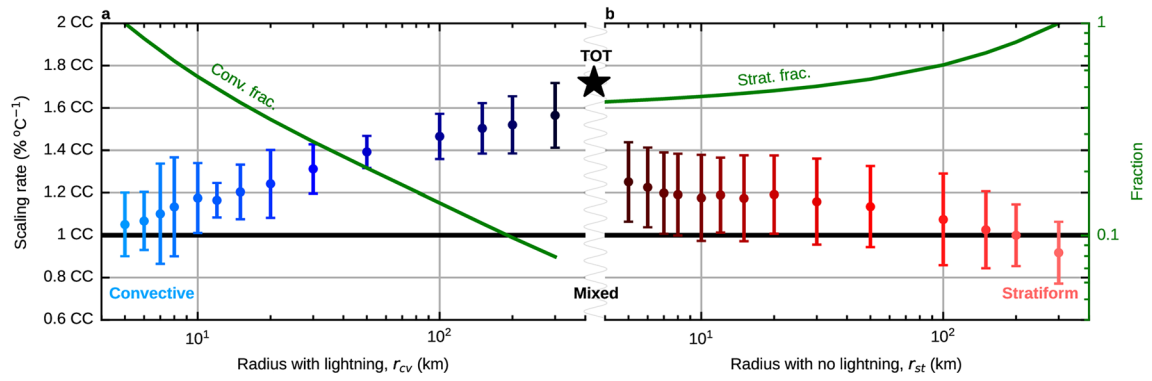 a
b
2 CC
1.8 CC
1.6 CC
1.4 CC
1.2 CC
1 CC
0.8 CC
0.6 CC
Scaling rate (% °C⁻¹)
Conv. frac.
TOT
Strat. frac.
Convective
Mixed
Stratiform
1
0.1
Fraction
10¹
10²
10¹
10²
Radius with lightning, r_cv (km)
Radius with no lightning, r_st (km)